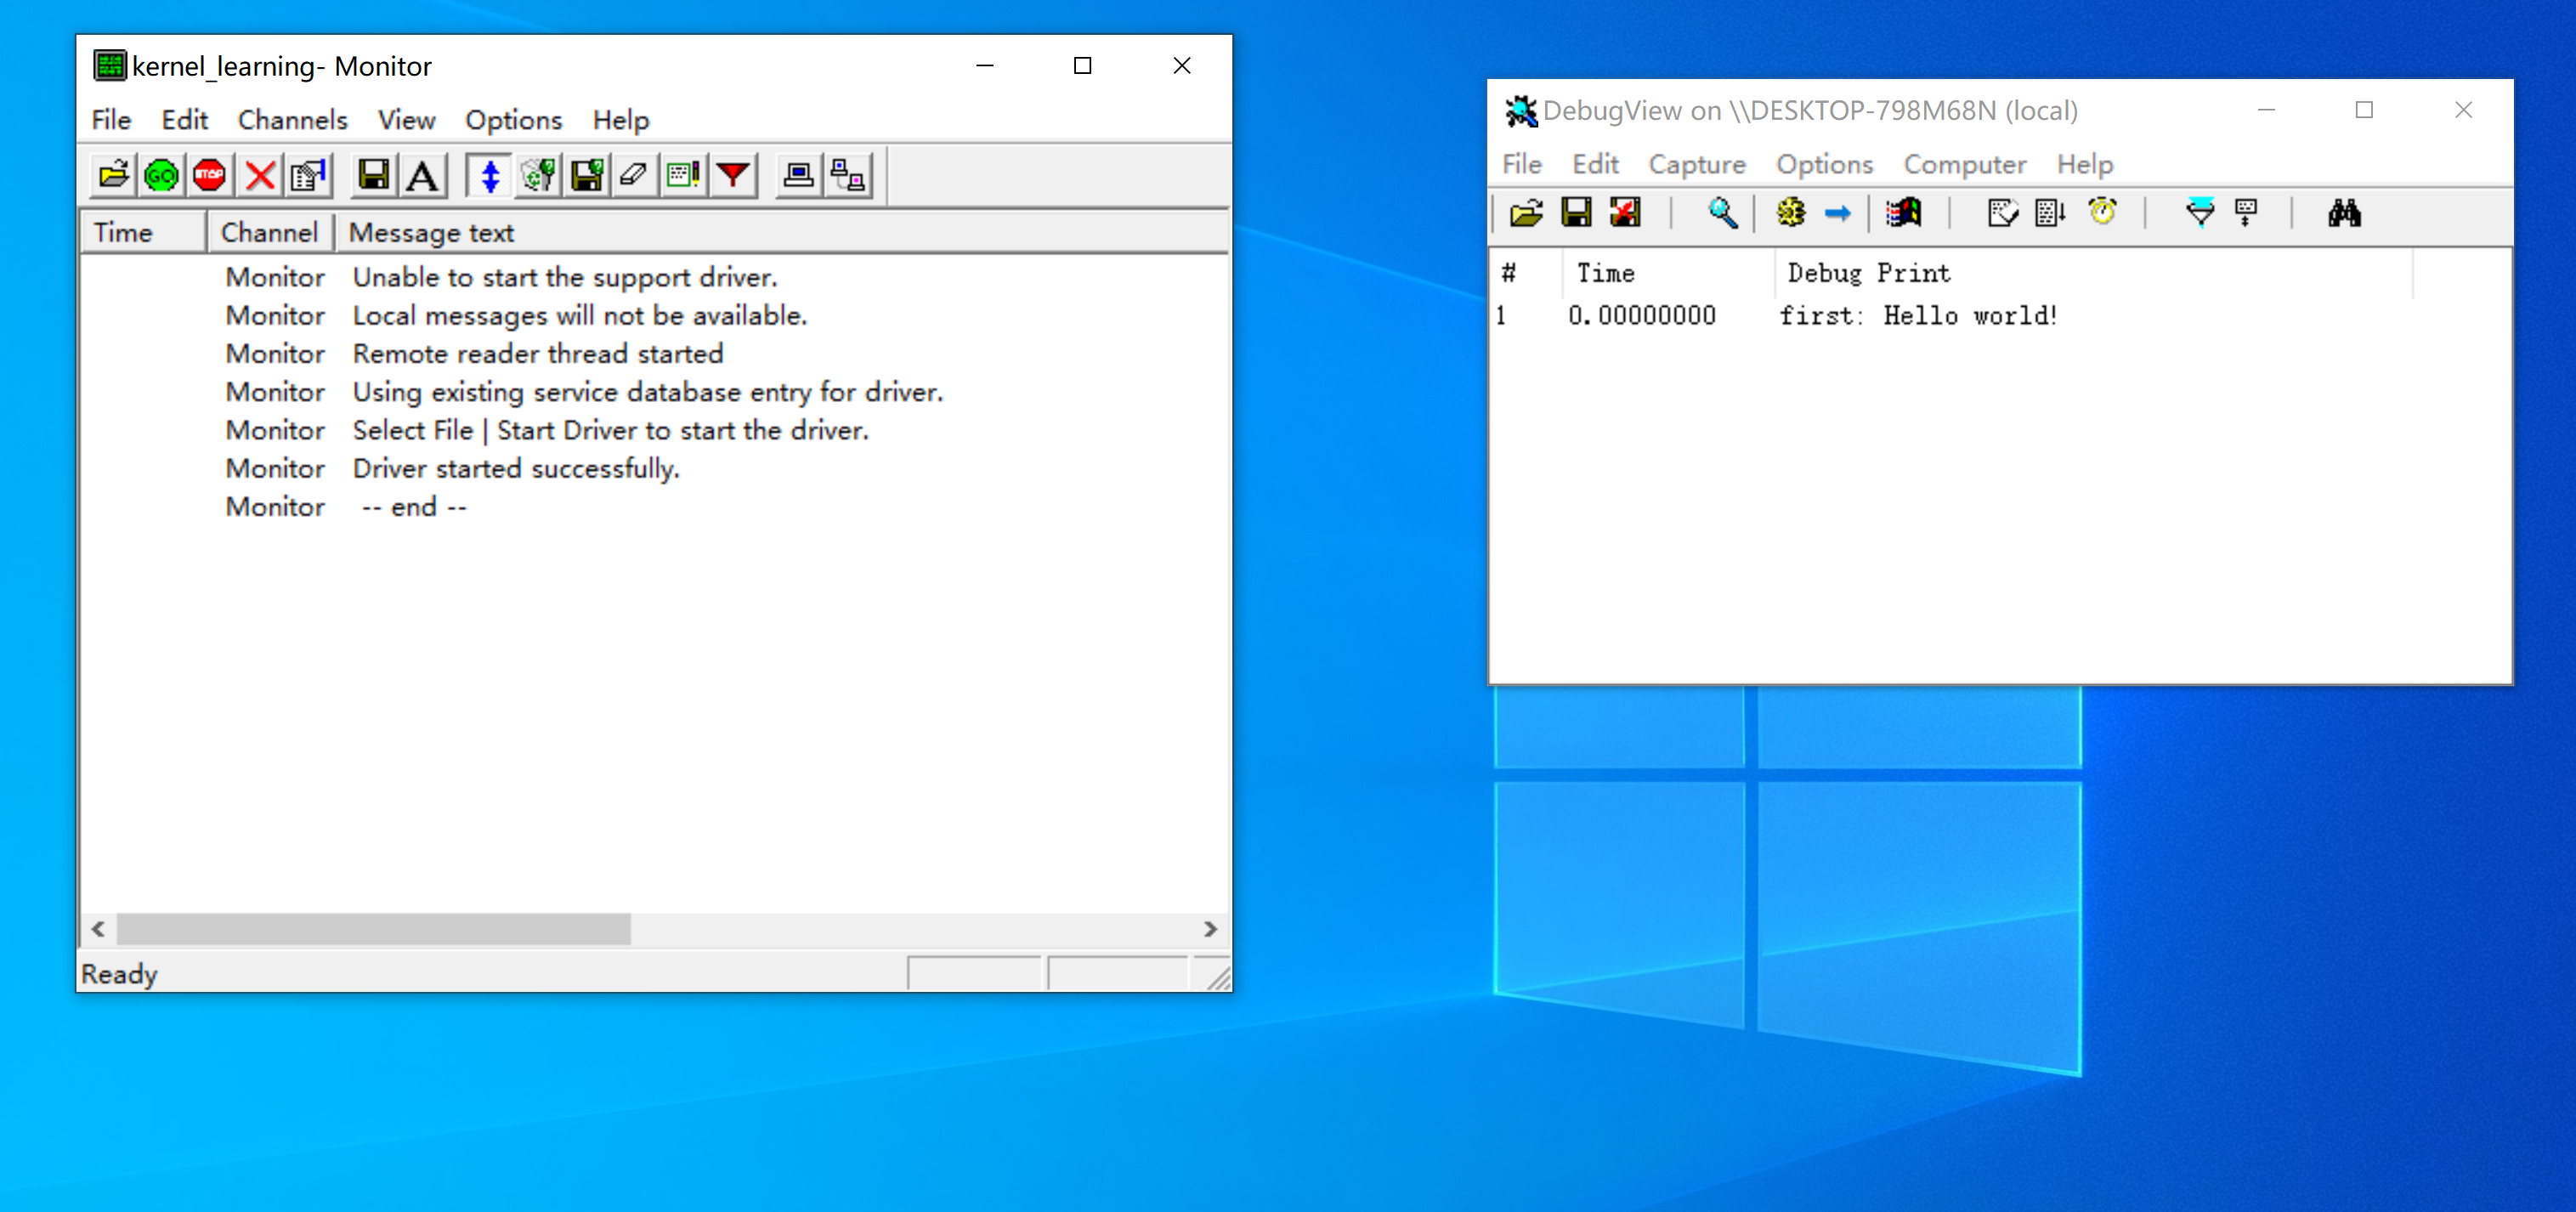 kernel_learning- Monitor
File Edit Channels View Options Help
GO STOP A
Time Channel Message text
Monitor Unable to start the support driver.
Monitor Local messages will not be available.
Monitor Remote reader thread started
Monitor Using existing service database entry for driver.
Monitor Select File | Start Driver to start the driver.
Monitor Driver started successfully.
Monitor -- end --
Ready
DebugView on \\DESKTOP-798M68N (local)
File Edit Capture Options Computer Help
# Time Debug Print
1 0.00000000 first: Hello world!